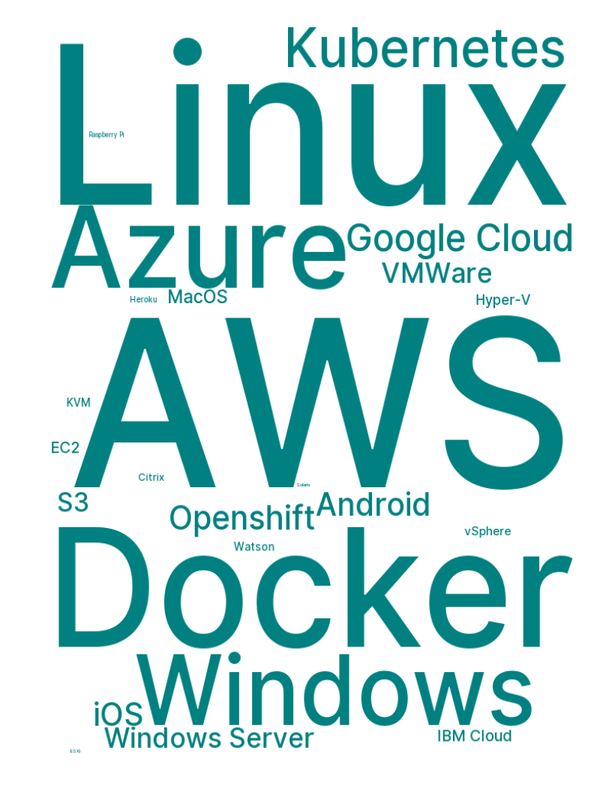 Kubernetes
Linux
Raspberry Pi
Azure
Google Cloud
VMWare
Heroku
MacOS
Hyper-V
AWS
KVM
EC2
Citrix
Solaris
S3
Openshift
Android
vSphere
Watson
Docker
Windows
iOS
Windows Server
IBM Cloud